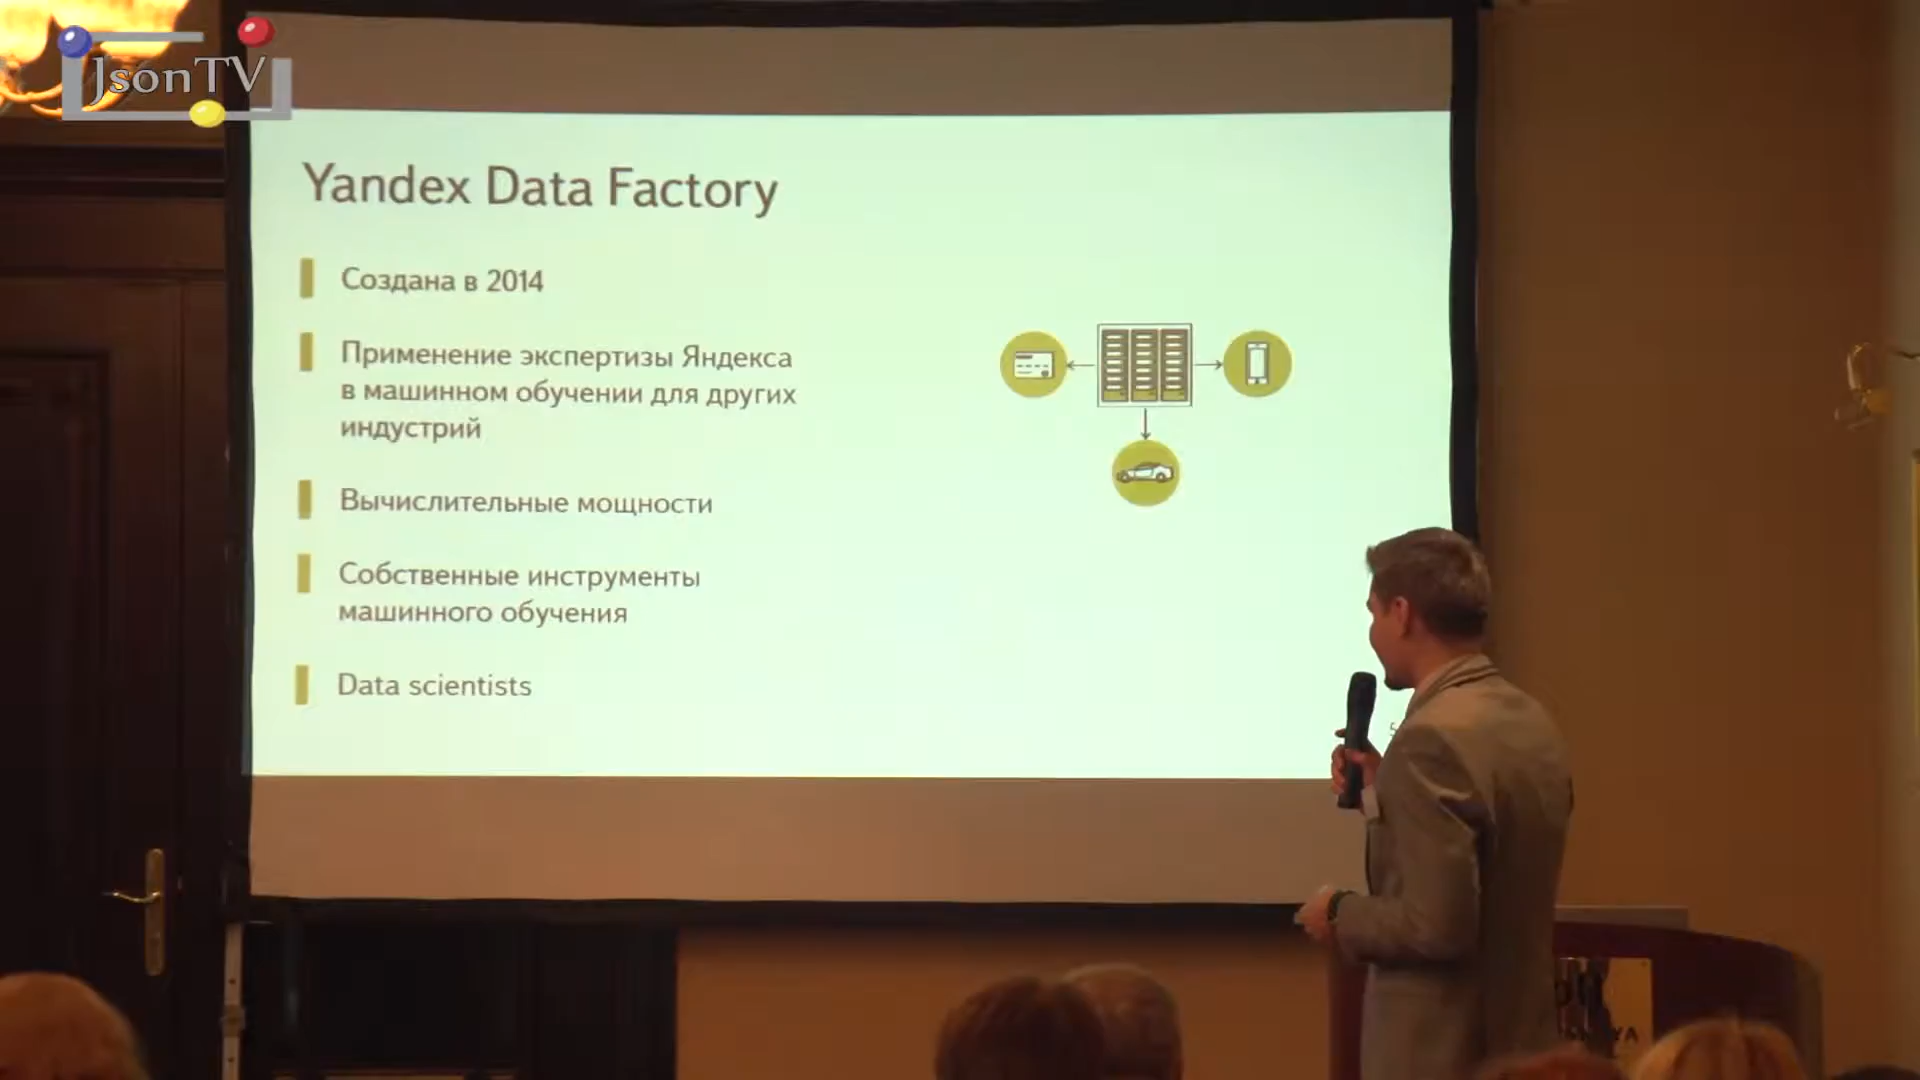 JsonTV
Yandex Data Factory
Создана в 2014
Применение экспертизы Яндекса
в машинном обучении для других
индустрий
Вычислительные мощности
Собственные инструменты
машинного обучения
Data scientists
5